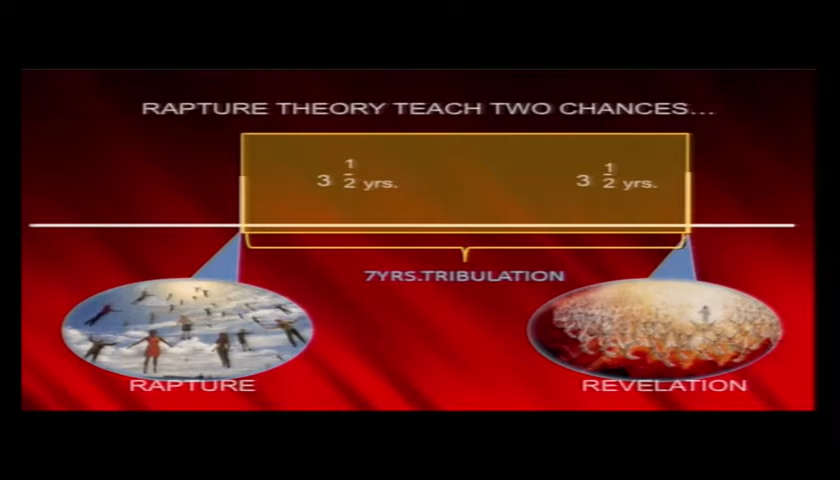 RAPTURE THEORY TEACH TWO CHANCES...
3 1/2 yrs.
3 1/2 yrs.
7YRS.TRIBULATION
RAPTURE
REVELATION